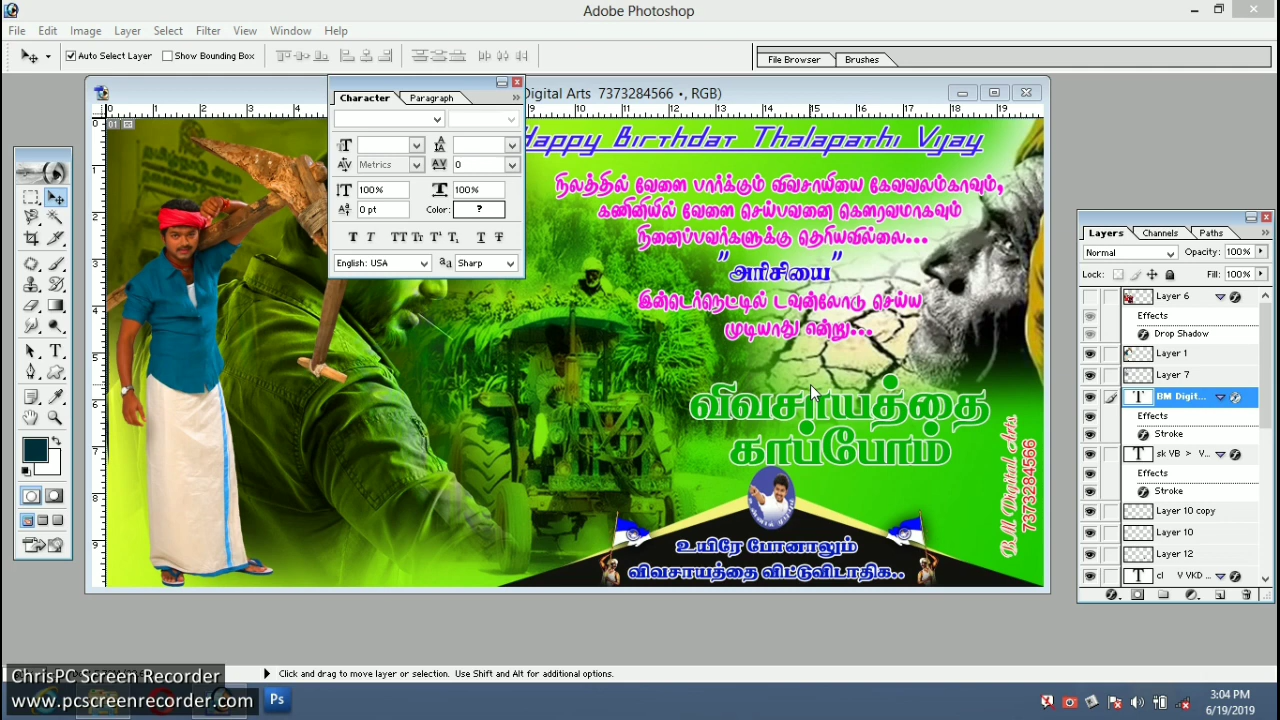 Adobe Photoshop
File Edit Image Layer Select Filter View Window Help
Auto Select Layer Show Bounding Box
File Browser Brushes
Digital Arts 7373284566 •, RGB)
Character Paragraph
Metrics 0
100% 100%
0 pt Color: ?
English: USA Sharp
Happy Birthdat Thalapathi Vijay
நிலத்தில் வேளை பார்க்கும் விவசாயியை கேவலம்காவும்,
கணினியில் வேளை செய்பவனை கௌரவமாகவும்
நினைப்பவர்களுக்கு தெரியவில்லை...
"அரிசியை"
இன்டெர்நெட்டில் டவுன்லோடு செய்ய
முடியாது என்று...
விவசாயத்தை
காப்போம்
B.M Digital Arts
7373284566
உயிரே போனாலும்
விவசாயத்தை விட்டுவிடாதிக..
Layers Channels Paths
Normal Opacity: 100%
Lock: Fill: 100%
Layer 6
Effects
Drop Shadow
Layer 1
Layer 7
BM Digit...
Effects
Stroke
sk VB > V...
Effects
Stroke
Layer 10 copy
Layer 10
Layer 12
cl V VKD ...
Click and drag to move layer or selection. Use Shift and Alt for additional options.
ChrisPC Screen Recorder
www.pcscreenrecorder.com
Ps
3:04 PM
6/19/2019